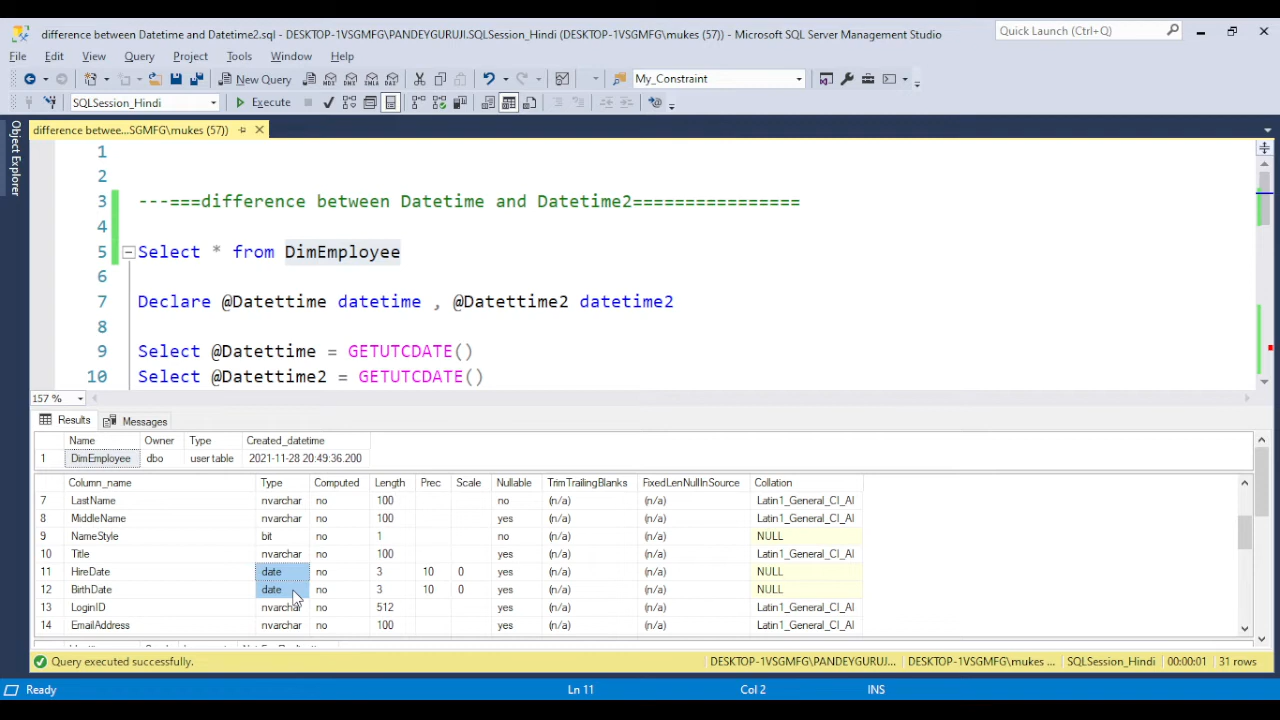 difference between Datetime and Datetime2.sql - DESKTOP-1VSGMFG\PANDEYGURUJI.SQLSession_Hindi (DESKTOP-1VSGMFG\mukes (57)) - Microsoft SQL Server Management Studio
Quick Launch (Ctrl+Q)
File Edit View Query Project Tools Window Help
New Query My_Constraint
SQLSession_Hindi Execute
difference betwee...SGMFG\mukes (57))
Object Explorer
1
2
3 ---===difference between Datetime and Datetime2================
4
5 Select * from DimEmployee
6
7 Declare @Datettime datetime , @Datettime2 datetime2
8
9 Select @Datettime = GETUTCDATE()
10 Select @Datettime2 = GETUTCDATE()
157 %
Results Messages
Name Owner Type Created_datetime
1 DimEmployee dbo user table 2021-11-28 20:49:36.200
Column_name Type Computed Length Prec Scale Nullable TrimTrailingBlanks FixedLenNullInSource Collation
7 LastName nvarchar no 100 no (n/a) (n/a) Latin1_General_CI_AI
8 MiddleName nvarchar no 100 yes (n/a) (n/a) Latin1_General_CI_AI
9 NameStyle bit no 1 no (n/a) (n/a) NULL
10 Title nvarchar no 100 yes (n/a) (n/a) Latin1_General_CI_AI
11 HireDate date no 3 10 0 yes (n/a) (n/a) NULL
12 BirthDate date no 3 10 0 yes (n/a) (n/a) NULL
13 LoginID nvarchar no 512 yes (n/a) (n/a) Latin1_General_CI_AI
14 EmailAddress nvarchar no 100 yes (n/a) (n/a) Latin1_General_CI_AI
Query executed successfully. DESKTOP-1VSGMFG\PANDEYGURUJ... DESKTOP-1VSGMFG\mukes ... SQLSession_Hindi 00:00:01 31 rows
Ready Ln 11 Col 2 INS